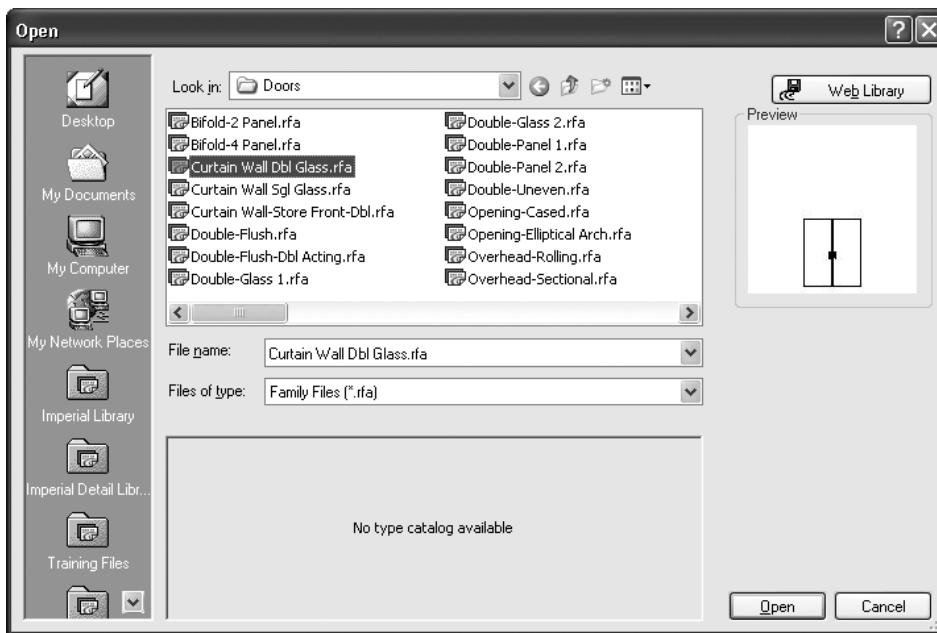 Open
Look in: Doors
Web Library
Preview
Desktop
My Documents
My Computer
My Network Places
Imperial Library
Imperial Detail Libr...
Training Files
Bifold-2 Panel.rfa
Bifold-4 Panel.rfa
Curtain Wall Dbl Glass.rfa
Curtain Wall Sgl Glass.rfa
Curtain Wall-Store Front-Dbl.rfa
Double-Flush.rfa
Double-Flush-Dbl Acting.rfa
Double-Glass 1.rfa
Double-Glass 2.rfa
Double-Panel 1.rfa
Double-Panel 2.rfa
Double-Uneven.rfa
Opening-Cased.rfa
Opening-Elliptical Arch.rfa
Overhead-Rolling.rfa
Overhead-Sectional.rfa
File name: Curtain Wall Dbl Glass.rfa
Files of type: Family Files (*.rfa)
No type catalog available
Open Cancel